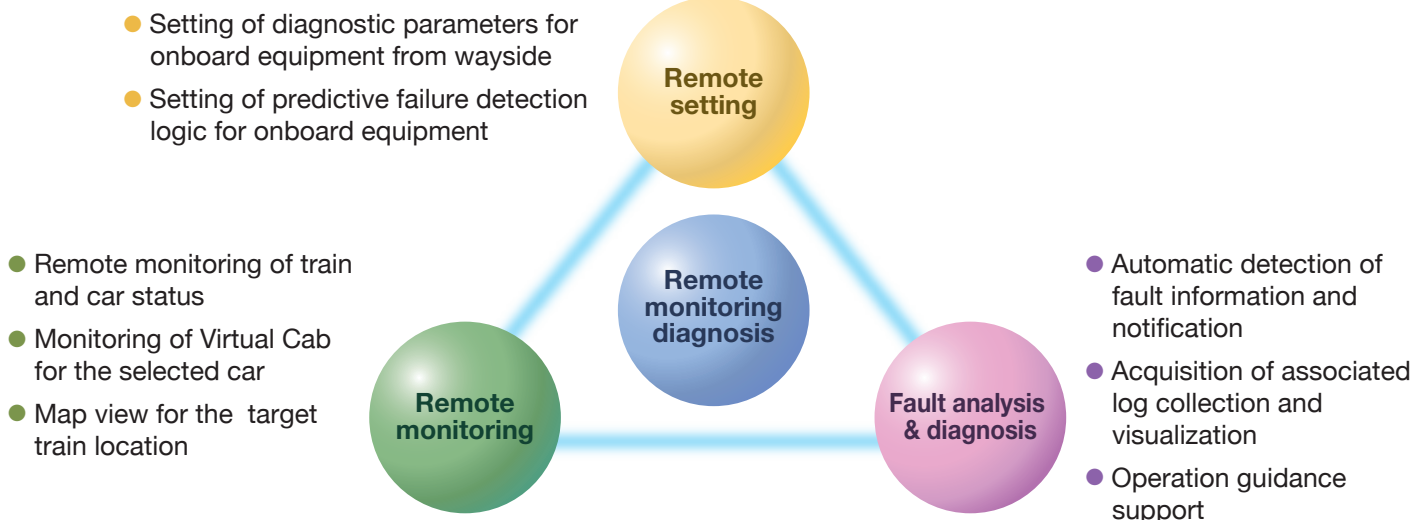 Setting of diagnostic parameters for
onboard equipment from wayside
Setting of predictive failure detection
logic for onboard equipment
Remote
setting
Remote
monitoring
diagnosis
Remote monitoring of train
and car status
Monitoring of Virtual Cab
for the selected car
Map view for the target
train location
Remote
monitoring
Fault analysis
& diagnosis
Automatic detection of
fault information and
notification
Acquisition of associated
log collection and
visualization
Operation guidance
support